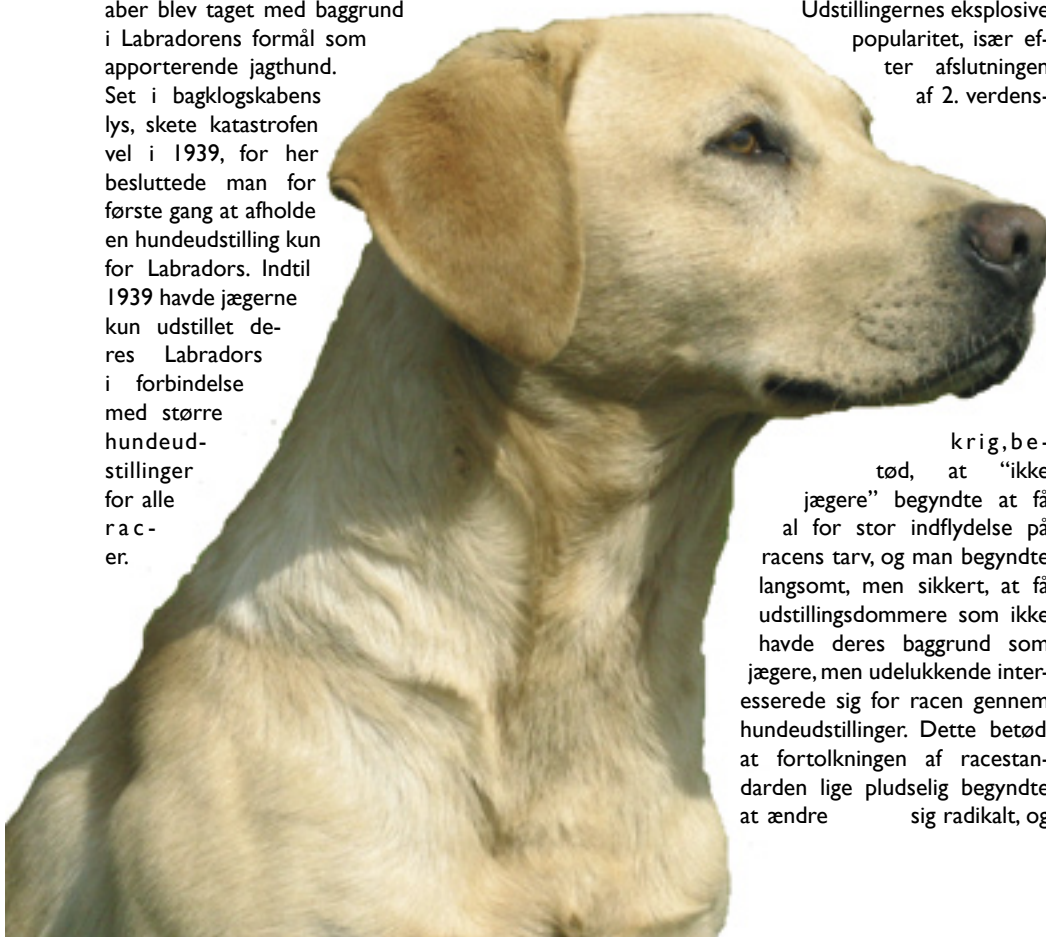 aber blev taget med baggrund
i Labradorens formål som
apporterende jagthund.
Set i bagklogskabens
lys, skete katastrofen
vel i 1939, for her
besluttede man for
første gang at afholde
en hundeudstilling kun
for Labradors. Indtil
1939 havde jægerne
kun udstillet de-
res Labradors
i forbindelse
med større
hundeud-
stillinger
for alle
rac-
er.
Udstillingernes eksplosive
popularitet, især ef-
ter afslutningen
af 2. verdens-
krig,be-
tød, at “ikke
jægere” begyndte at få
al for stor indflydelse på
racens tarv, og man begyndte
langsomt, men sikkert, at få
udstillingsdommere som ikke
havde deres baggrund som
jægere, men udelukkende inter-
esserede sig for racen gennem
hundeudstillinger. Dette betød
at fortolkningen af racestan-
darden lige pludselig begyndte
at ændre sig radikalt, og